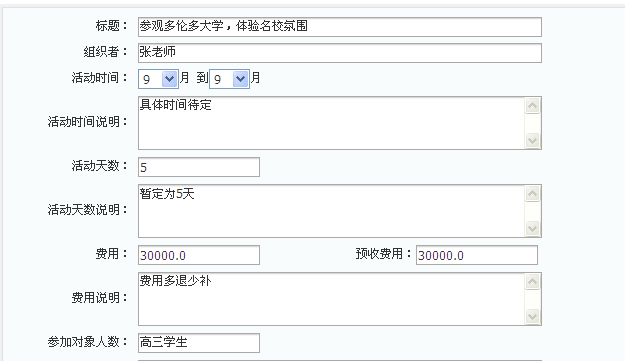 标题： 参观多伦多大学，体验名校氛围
组织者： 张老师
活动时间： 9 月 到 9 月
活动时间说明： 具体时间待定
活动天数： 5
活动天数说明： 暂定为5天
费用： 30000.0 预收费用： 30000.0
费用说明： 费用多退少补
参加对象人数： 高三学生